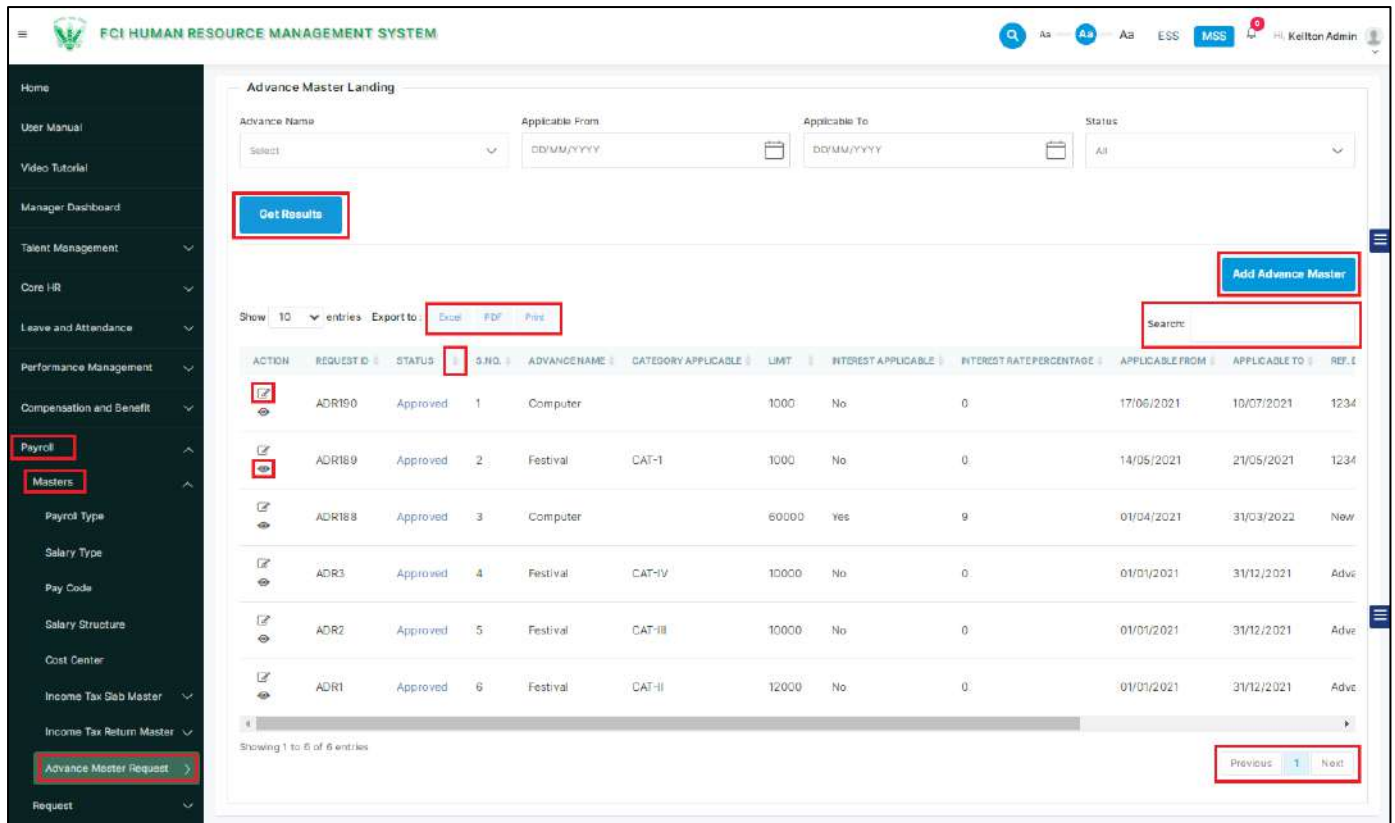 FCI HUMAN RESOURCE MANAGEMENT SYSTEM
Aa Aa Aa ESS MSS 0 Hi, Keilton Admin
Home
User Manual
Video Tutorial
Manager Dashboard
Talent Management
Core HR
Leave and Attendance
Performance Management
Compensation and Benefit
Payroll
Masters
Payrol Type
Salary Type
Pay Code
Salary Structure
Cost Center
Income Tax Slab Master
Income Tax Return Master
Advance Master Request
Request
Advance Master Landing
Advance Name Applicable From Applicable To Status
Select DD/MM/YYYY DD/MM/YYYY All
Get Results
Add Advance Master
Show 10 entries Export to : Excel PDF Print Search:
ACTION REQUEST ID STATUS S.NO. ADVANCE NAME CATEGORY APPLICABLE LIMIT INTEREST APPLICABLE INTEREST RATE PERCENTAGE APPLICABLE FROM APPLICABLE TO REF.
ADR190 Approved 1 Computer 1000 No 0 17/06/2021 10/07/2021 1234
ADR189 Approved 2 Festival CAT-1 1000 No 0 14/05/2021 21/05/2021 1234
ADR188 Approved 3 Computer 60000 Yes 9 01/04/2021 31/03/2022 New
ADR3 Approved 4 Festival CAT-IV 10000 No 0 01/01/2021 31/12/2021 Adva
ADR2 Approved 5 Festival CAT-III 10000 No 0 01/01/2021 31/12/2021 Adva
ADR1 Approved 6 Festival CAT-II 12000 No 0 01/01/2021 31/12/2021 Adva
Showing 1 to 6 of 6 entries
Previous 1 Next